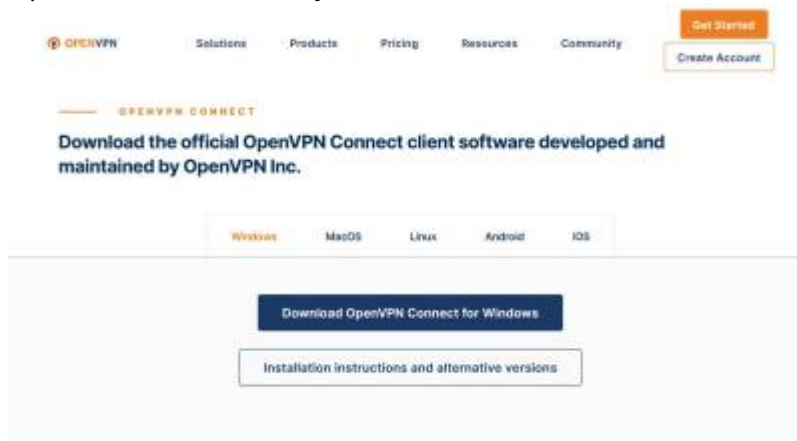 OPENVPN
Solutions
Products
Pricing
Resources
Community
Get Started
Create Account
OPENVPN CONNECT
Download the official OpenVPN Connect client software developed and
maintained by OpenVPN Inc.
Windows
MacOS
Linux
Android
iOS
Download OpenVPN Connect for Windows
Installation instructions and alternative versions